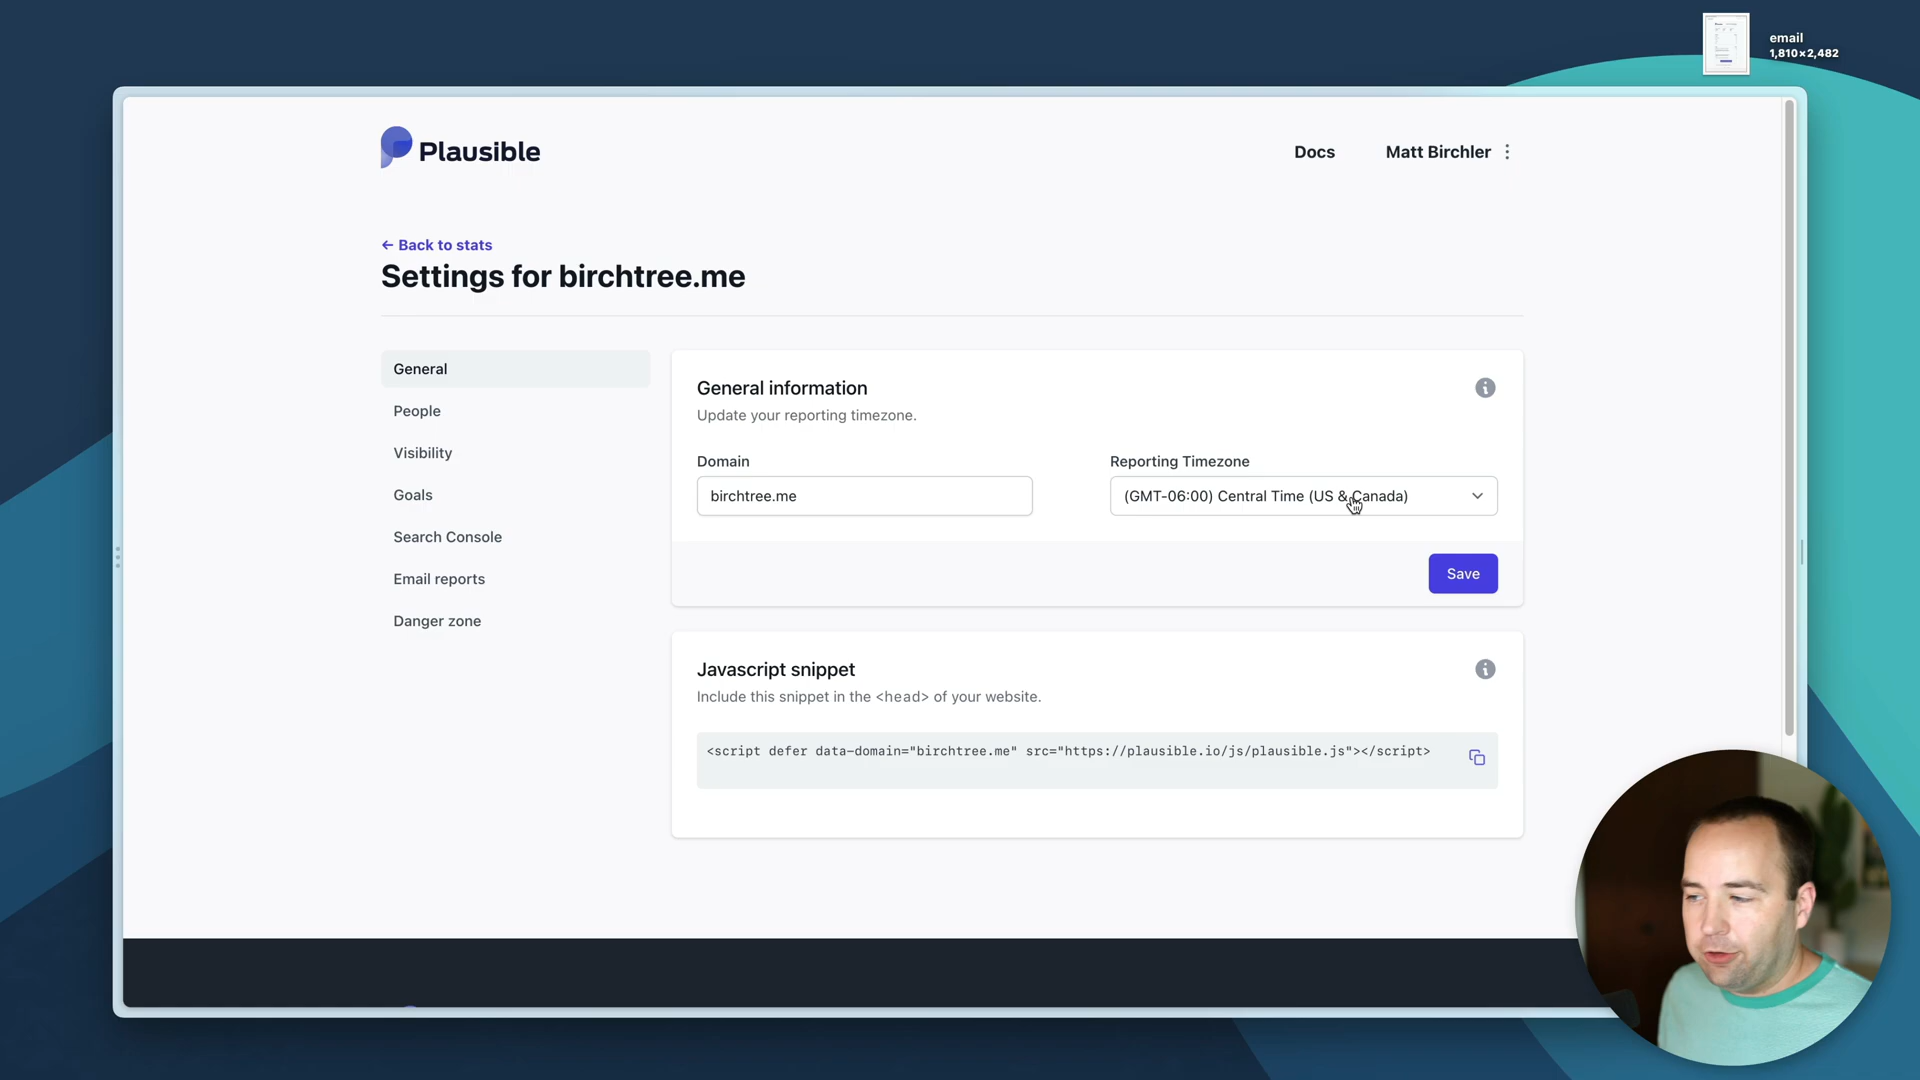 email
1,810×2,482
Plausible
Docs
Matt Birchler
← Back to stats
Settings for birchtree.me
General
People
Visibility
Goals
Search Console
Email reports
Danger zone
General information
Update your reporting timezone.
Domain
Reporting Timezone
birchtree.me
(GMT-06:00) Central Time (US & Canada)
Save
Javascript snippet
Include this snippet in the <head> of your website.
<script defer data-domain="birchtree.me" src="https://plausible.io/js/plausible.js"></script>